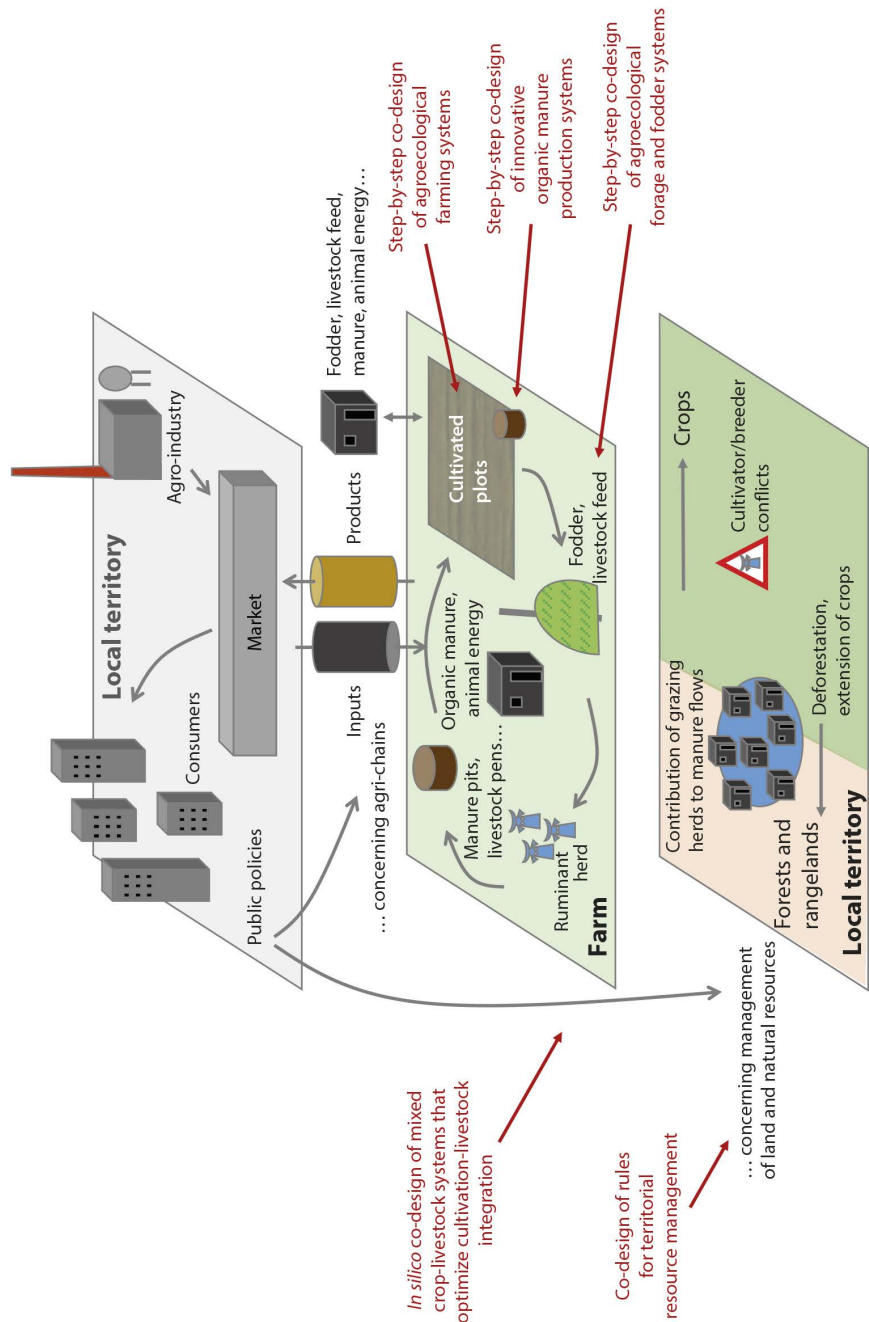 Local territory
Agro-industry
Market
Consumers
Public policies
Inputs
Products
Fodder, livestock feed,
manure, animal energy…
… concerning agri-chains
Farm
Manure pits,
livestock pens…
Organic manure,
animal energy
Cultivated
plots
Fodder,
livestock feed
Ruminant
herd
Step-by-step co-design
of agroecological
farming systems
Step-by-step co-design
of innovative
organic manure
production systems
Step-by-step co-design
of agroecological
forage and fodder systems
In silico co-design of mixed
crop-livestock systems that
optimize cultivation-livestock
integration
Co-design of rules
for territorial
resource management
… concerning management
of land and natural resources
Contribution of grazing
herds to manure flows
Crops
Cultivator/breeder
conflicts
Forests and
rangelands
Deforestation,
extension of crops
Local territory